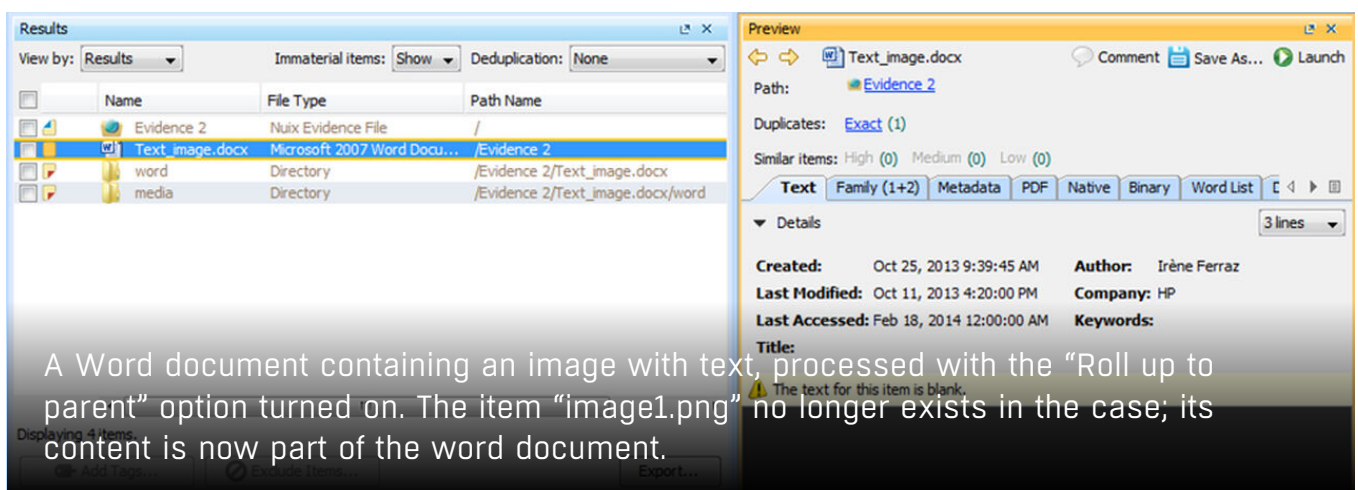 Results
View by: Results Immaterial items: Show Deduplication: None
Name File Type Path Name
Evidence 2 Nuix Evidence File /
Text_image.docx Microsoft 2007 Word Docu... /Evidence 2
word Directory /Evidence 2/Text_image.docx
media Directory /Evidence 2/Text_image.docx/word
Displaying 4 items.
Add Tags... Exclude Items... Export...
Preview
Text_image.docx Comment Save As... Launch
Path: Evidence 2
Duplicates: Exact (1)
Similar items: High (0) Medium (0) Low (0)
Text Family (1+2) Metadata PDF Native Binary Word List
Details 3 lines
Created: Oct 25, 2013 9:39:45 AM Author: Irène Ferraz
Last Modified: Oct 11, 2013 4:20:00 PM Company: HP
Last Accessed: Feb 18, 2014 12:00:00 AM Keywords:
Title:
The text for this item is blank.
A Word document containing an image with text, processed with the “Roll up to
parent” option turned on. The item “image1.png” no longer exists in the case; its
content is now part of the word document.